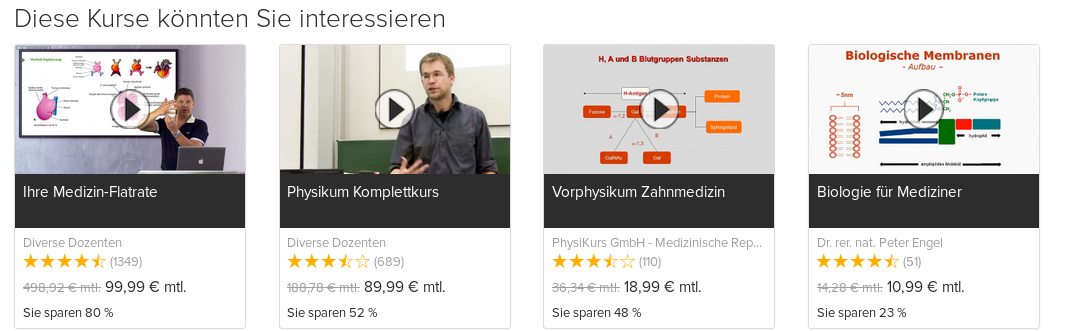 Diese Kurse könnten Sie interessieren
H, A und B Blutgruppen Substanzen
H-Antigen
Fucose
Protein
Sphingolipid
A
B
GalNAc
Gal
Biologische Membranen
- Aufbau -
~ 5nm
Polare
Kopfgruppe
hydrophil
amphiphiles Molekül
Ihre Medizin-Flatrate
Physikum Komplettkurs
Vorphysikum Zahnmedizin
Biologie für Mediziner
Diverse Dozenten
Diverse Dozenten
PhysiKurs GmbH - Medizinische Rep...
Dr. rer. nat. Peter Engel
(1349)
(689)
(110)
(51)
498,92 € mtl. 99,99 € mtl.
188,78 € mtl. 89,99 € mtl.
36,34 € mtl. 18,99 € mtl.
14,28 € mtl. 10,99 € mtl.
Sie sparen 80 %
Sie sparen 52 %
Sie sparen 48 %
Sie sparen 23 %